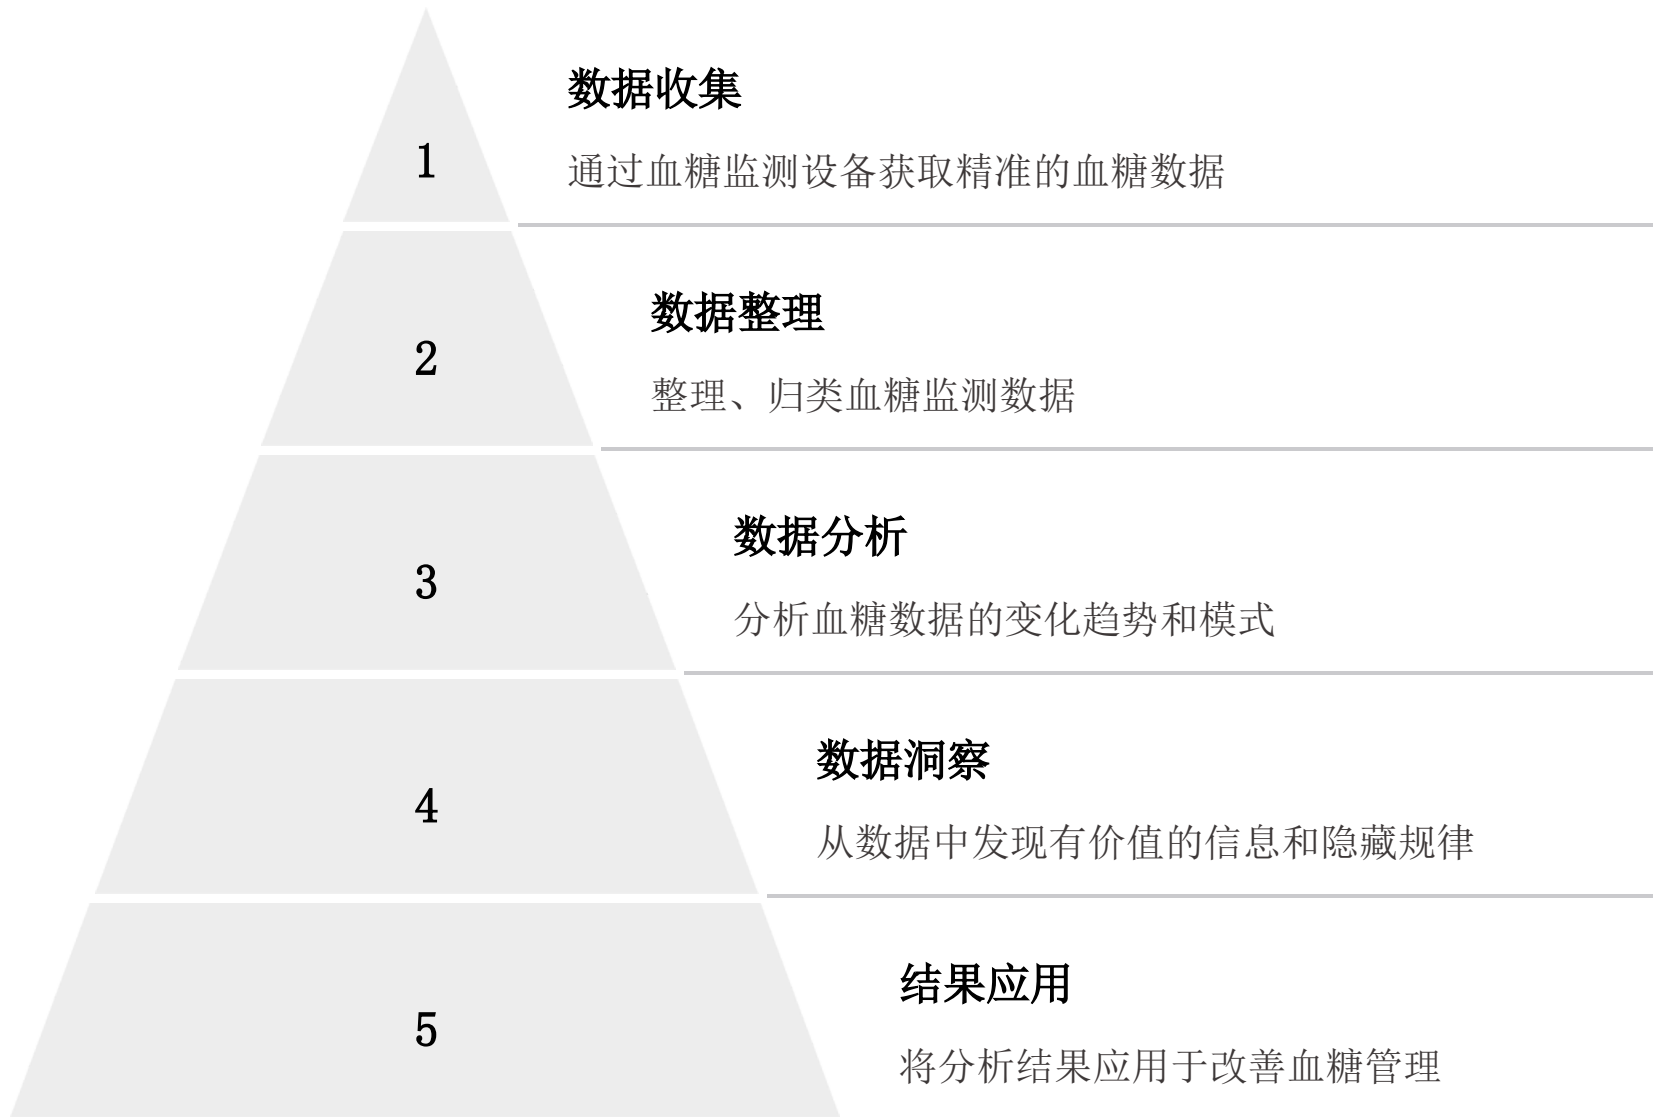 数据收集
1
通过血糖监测设备获取精准的血糖数据
数据整理
2
整理、归类血糖监测数据
数据分析
3
分析血糖数据的变化趋势和模式
数据洞察
4
从数据中发现有价值的信息和隐藏规律
结果应用
5
将分析结果应用于改善血糖管理